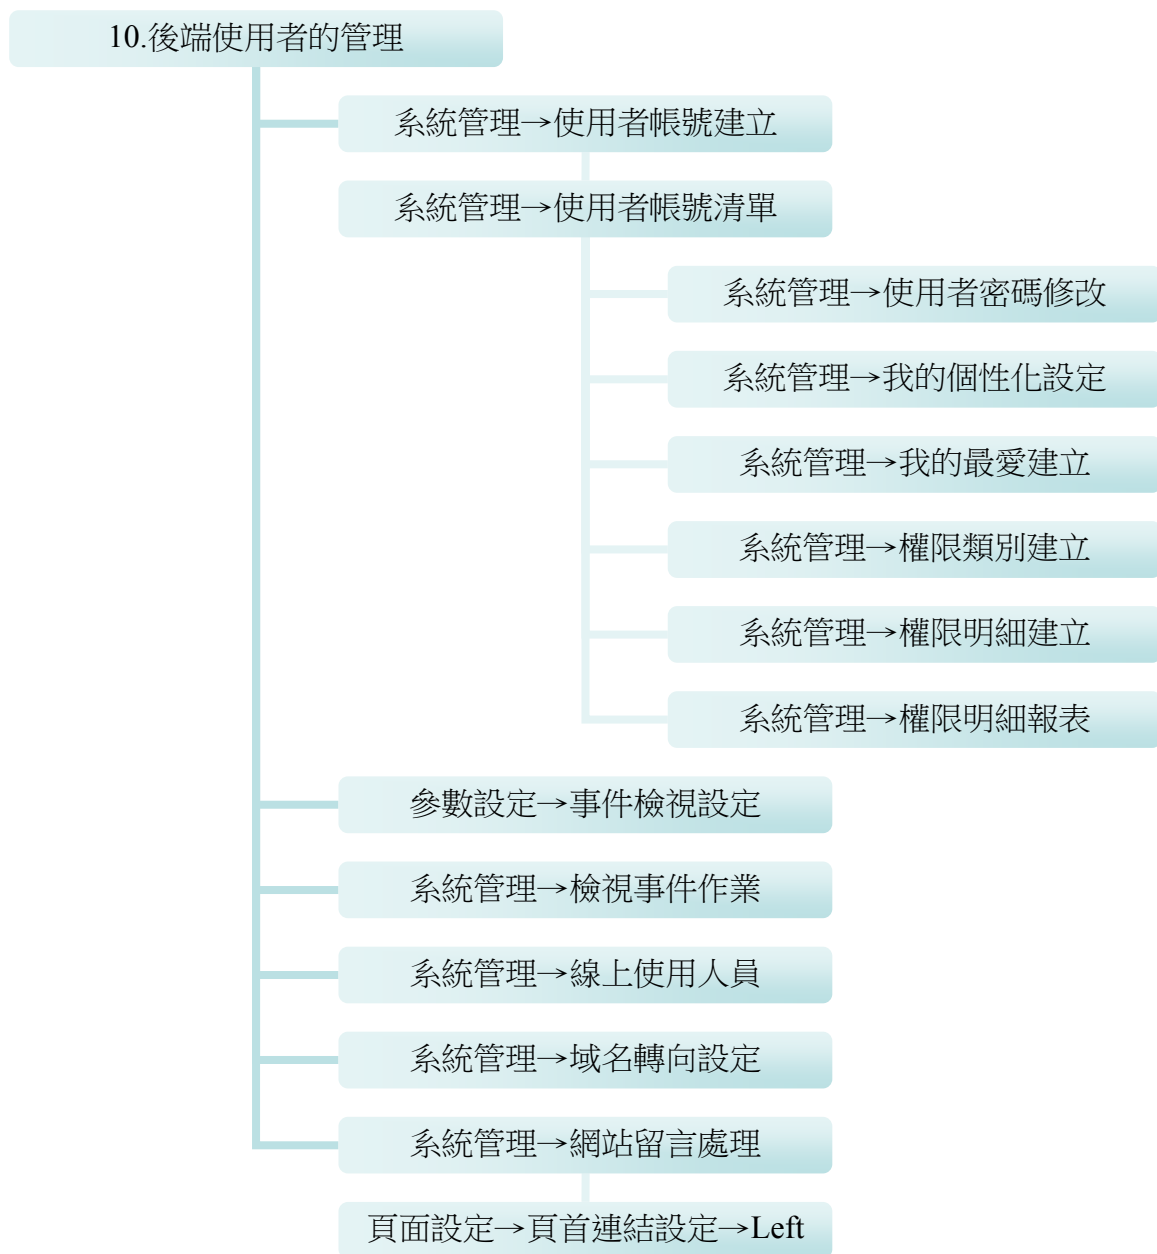 10.後端使用者的管理
系統管理→使用者帳號建立
系統管理→使用者帳號清單
系統管理→使用者密碼修改
系統管理→我的個性化設定
系統管理→我的最愛建立
系統管理→權限類別建立
系統管理→權限明細建立
系統管理→權限明細報表
參數設定→事件檢視設定
系統管理→檢視事件作業
系統管理→線上使用人員
系統管理→域名轉向設定
系統管理→網站留言處理
頁面設定→頁首連結設定→Left